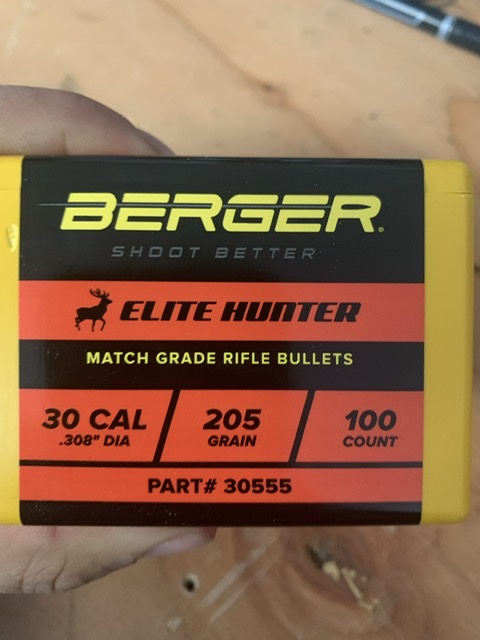 BERGER®
SHOOT BETTER
ELITE HUNTER
MATCH GRADE RIFLE BULLETS
30 CAL 205 100
.308" DIA GRAIN COUNT
PART# 30555